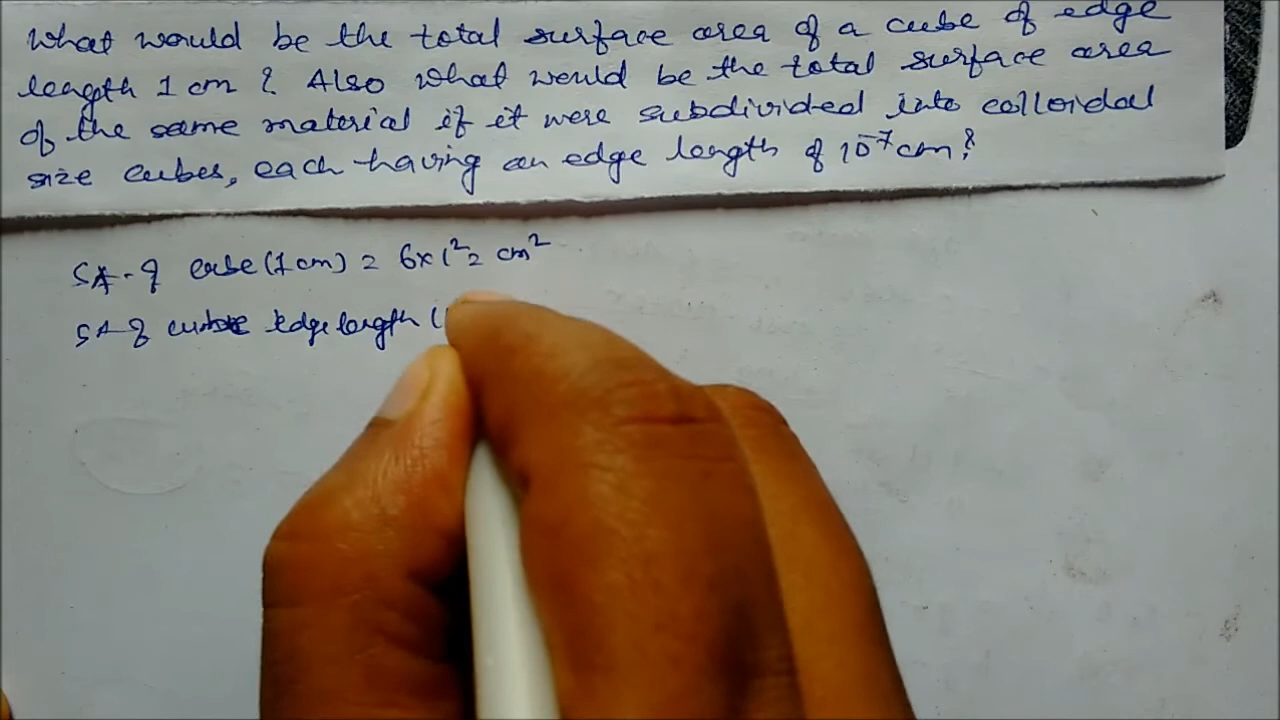 What would be the total surface area of a cube of edge
length 1 cm ? Also what would be the total surface area
of the same material if it were subdivided into colloidal
size cubes, each having an edge length of 10⁻⁷ cm?
SA of cube (1 cm) = 6x1² = cm²
SA of cube Edge length (